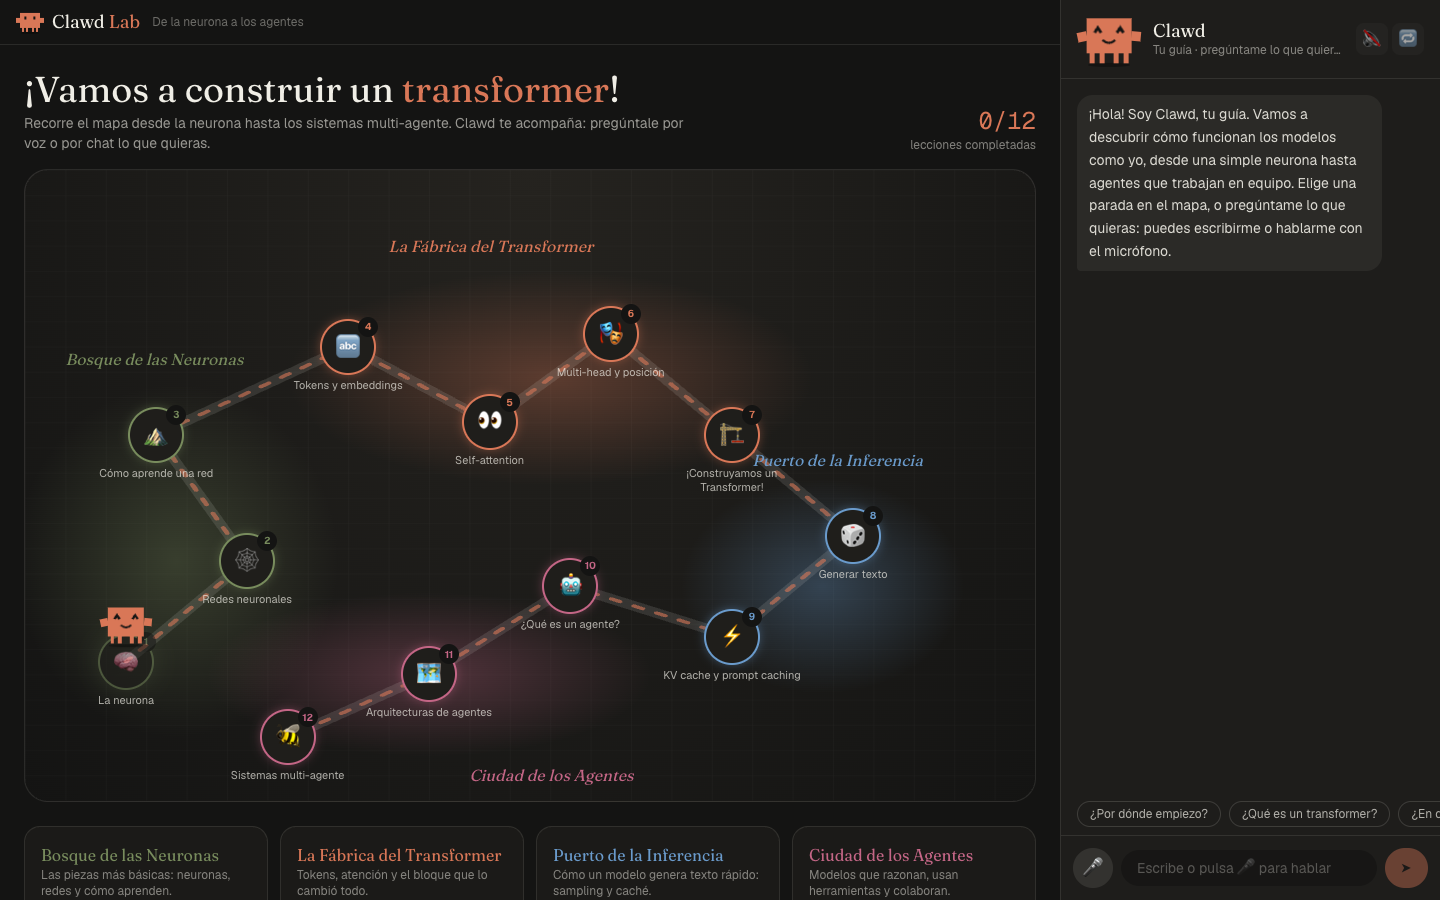 Clawd Lab De la neurona a los agentes
¡Vamos a construir un transformer!
Recorre el mapa desde la neurona hasta los sistemas multi-agente. Clawd te acompaña: pregúntale por
voz o por chat lo que quieras.
0/12
lecciones completadas
La Fábrica del Transformer
6
4
abc
Bosque de las Neuronas
Multi-head y posición
Tokens y embeddings
5
3
7
Self-attention
Puerto de la Inferencia
Cómo aprende una red
¡Construyamos un
Transformer!
8
2
10
Generar texto
Redes neuronales
9
¿Qué es un agente?
1
11
KV cache y prompt caching
La neurona
Arquitecturas de agentes
12
Sistemas multi-agente
Ciudad de los Agentes
Bosque de las Neuronas
Las piezas más básicas: neuronas,
redes y cómo aprenden.
La Fábrica del Transformer
Tokens, atención y el bloque que lo
cambió todo.
Puerto de la Inferencia
Cómo un modelo genera texto rápido:
sampling y caché.
Ciudad de los Agentes
Modelos que razonan, usan
herramientas y colaboran.
Clawd
Tu guía · pregúntame lo que quier...
¡Hola! Soy Clawd, tu guía. Vamos a
descubrir cómo funcionan los modelos
como yo, desde una simple neurona hasta
agentes que trabajan en equipo. Elige una
parada en el mapa, o pregúntame lo que
quieras: puedes escribirme o hablarme con
el micrófono.
¿Por dónde empiezo?
¿Qué es un transformer?
Escribe o pulsa 🎤 para hablar